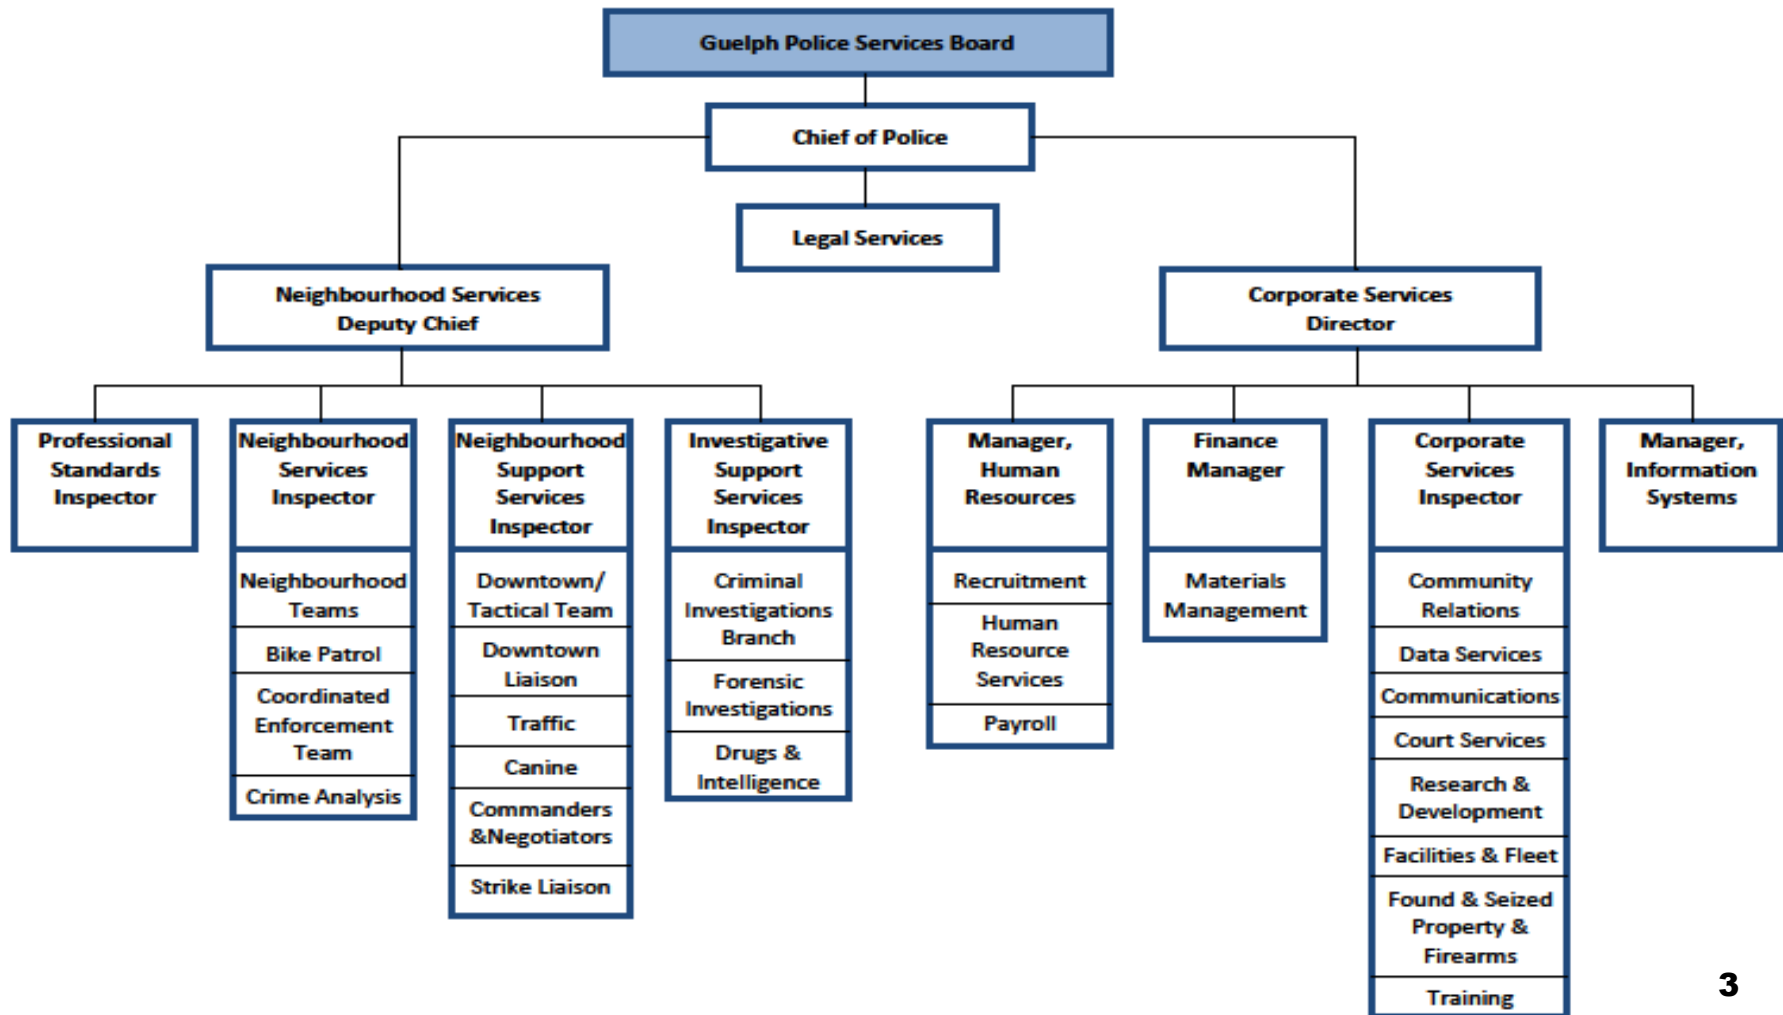 Guelph Police Services Board
Chief of Police
Legal Services
Neighbourhood Services
Deputy Chief
Corporate Services
Director
Professional
Standards
Inspector
Neighbourhood
Services
Inspector
Neighbourhood
Support
Services
Inspector
Investigative
Support
Services
Inspector
Manager,
Human
Resources
Finance
Manager
Corporate
Services
Inspector
Manager,
Information
Systems
Neighbourhood
Teams
Bike Patrol
Coordinated
Enforcement
Team
Crime Analysis
Downtown/
Tactical Team
Downtown
Liaison
Traffic
Canine
Commanders
&Negotiators
Strike Liaison
Criminal
Investigations
Branch
Forensic
Investigations
Drugs &
Intelligence
Recruitment
Human
Resource
Services
Payroll
Materials
Management
Community
Relations
Data Services
Communications
Court Services
Research &
Development
Facilities & Fleet
Found & Seized
Property &
Firearms
Training
3